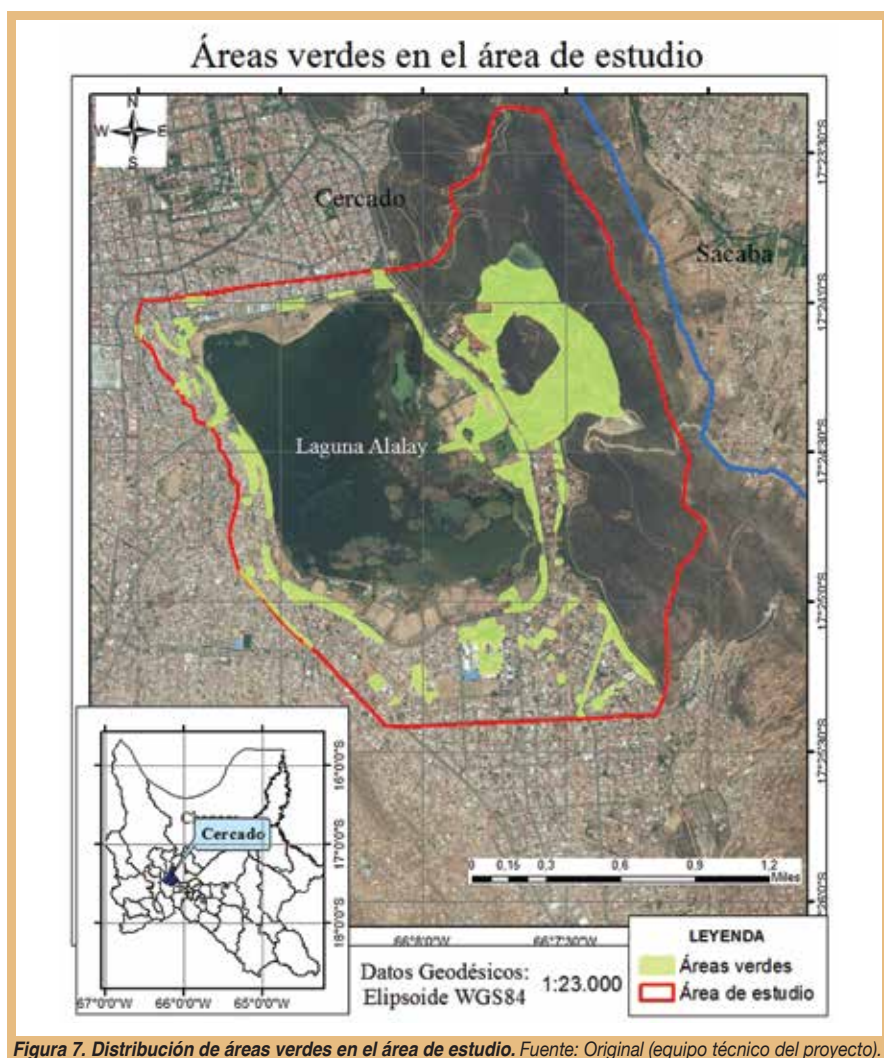 Áreas verdes en el área de estudio
N
W E
S
Cercado
Sacaba
Laguna Alalay
17°23'30"S
17°24'0"S
17°24'30"S
17°25'0"S
17°25'30"S
17°26'0"S
66°8'0"W 66°7'30"W
0 0,15 0,3 0,6 0,9 1,2
Miles
16°0'0"S
17°0'0"S
18°0'0"S
Cercado
67°0'0"W 66°0'0"W 65°0'0"W
Datos Geodésicos:
Elipsoide WGS84
1:23.000
LEYENDA
Áreas verdes
Área de estudio
Figura 7. Distribución de áreas verdes en el área de estudio. Fuente: Original (equipo técnico del proyecto).